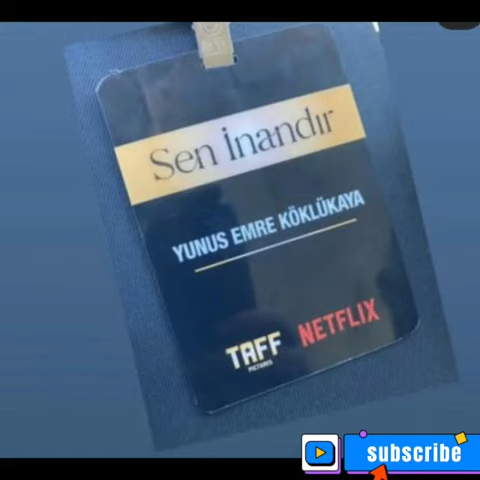 Sen İnandır
YUNUS EMRE KÖKLÜKAYA
TAFF
PICTURES
NETFLIX
subscribe